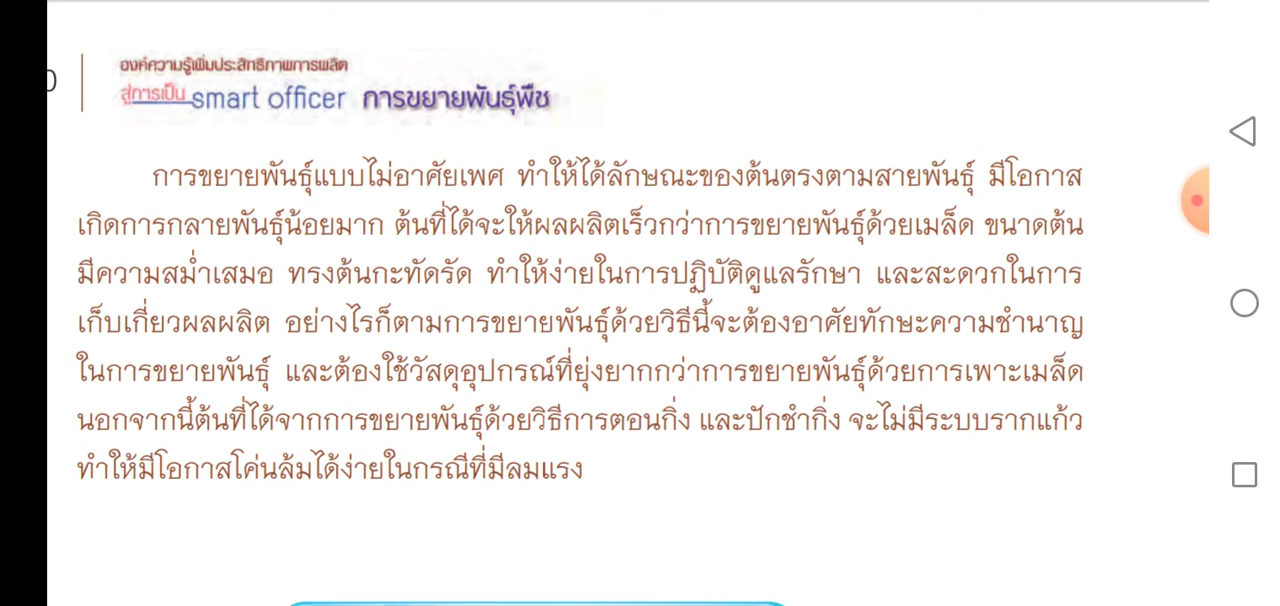 องค์ความรู้เพิ่มประสิทธิภาพการผลิต
สู่การเป็น smart officer การขยายพันธุ์พืช
การขยายพันธุ์แบบไม่อาศัยเพศ ทำให้ได้ลักษณะของต้นตรงตามสายพันธุ์ มีโอกาส
เกิดการกลายพันธุ์น้อยมาก ต้นที่ได้จะให้ผลผลิตเร็วกว่าการขยายพันธุ์ด้วยเมล็ด ขนาดต้น
มีความสม่ำเสมอ ทรงต้นกะทัดรัด ทำให้ง่ายในการปฏิบัติดูแลรักษา และสะดวกในการ
เก็บเกี่ยวผลผลิต อย่างไรก็ตามการขยายพันธุ์ด้วยวิธีนี้จะต้องอาศัยทักษะความชำนาญ
ในการขยายพันธุ์ และต้องใช้วัสดุอุปกรณ์ที่ยุ่งยากกว่าการขยายพันธุ์ด้วยการเพาะเมล็ด
นอกจากนี้ต้นที่ได้จากการขยายพันธุ์ด้วยวิธีการตอนกิ่ง และปักชำกิ่ง จะไม่มีระบบรากแก้ว
ทำให้มีโอกาสโค่นล้มได้ง่ายในกรณีที่มีลมแรง